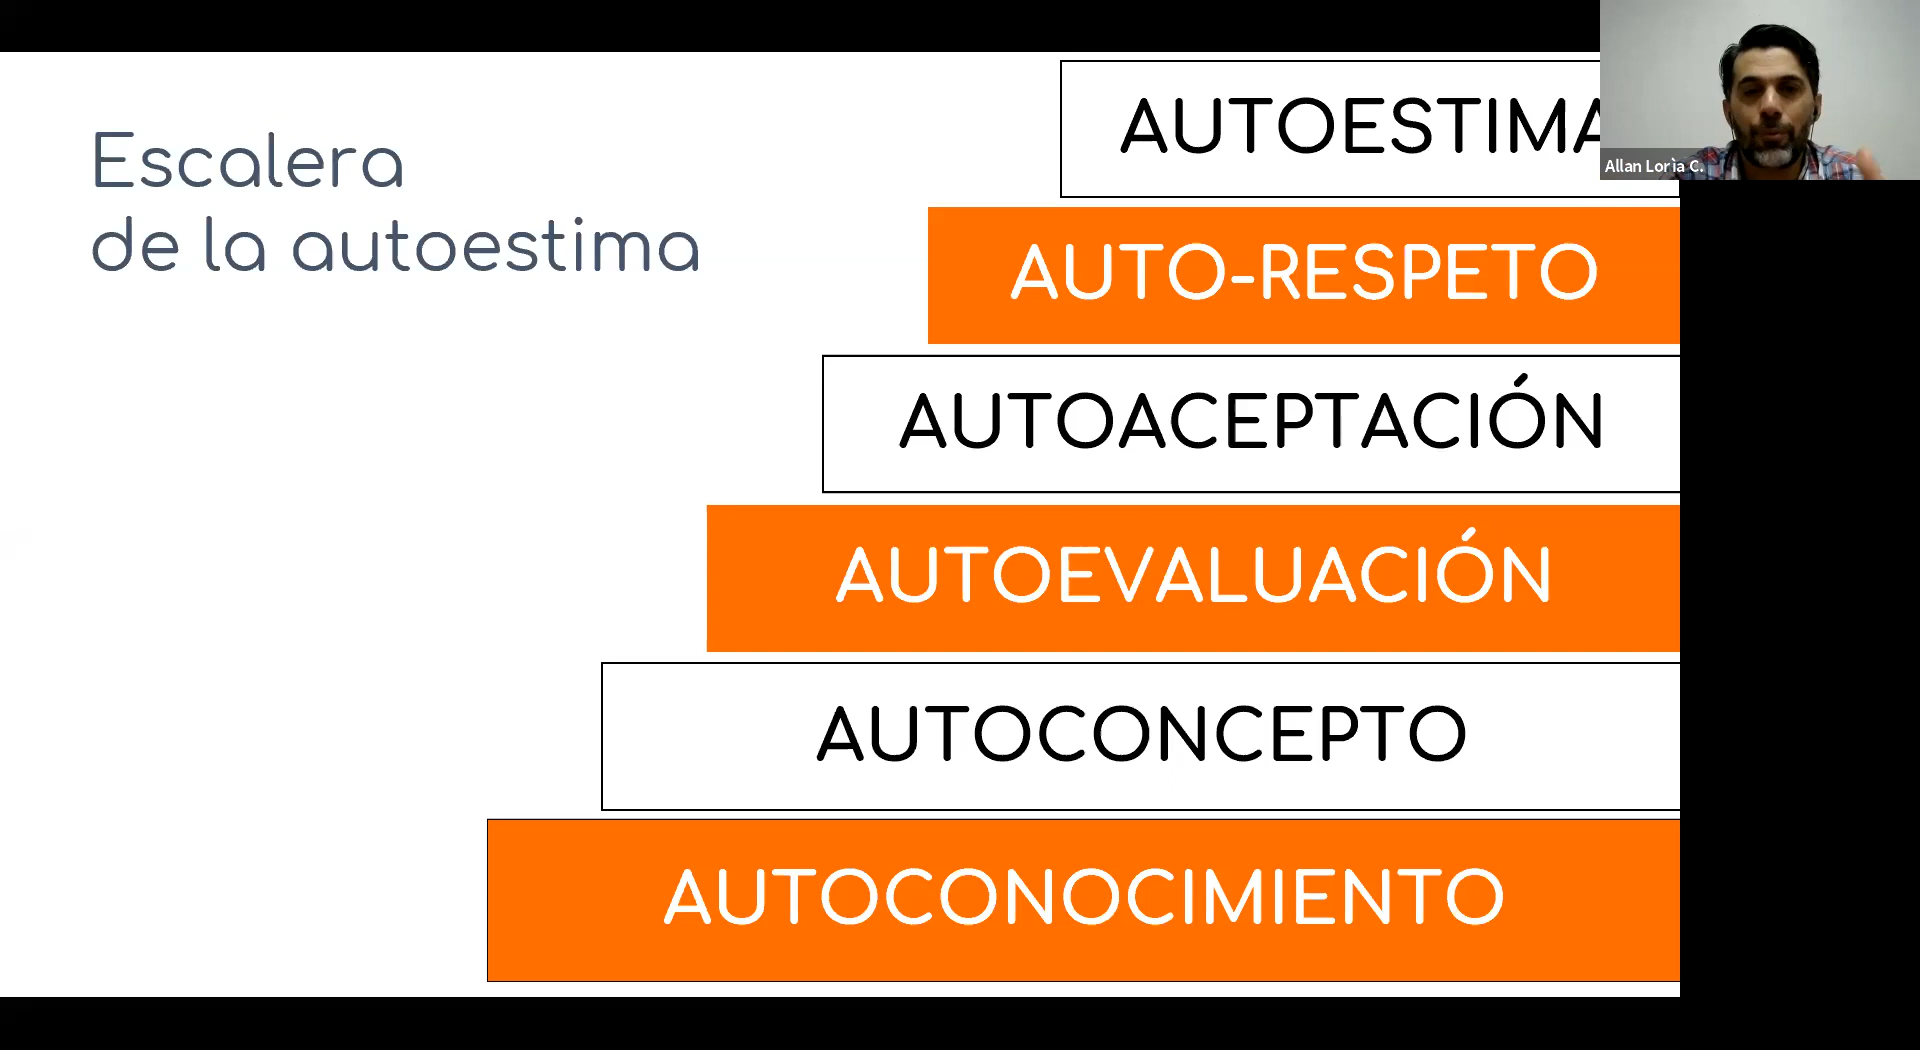 Escalera
de la autoestima
AUTOESTIMA
Allan Lorìa C.
AUTO-RESPETO
AUTOACEPTACIÓN
AUTOEVALUACIÓN
AUTOCONCEPTO
AUTOCONOCIMIENTO